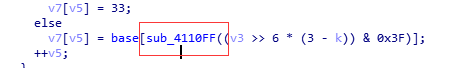 v7[v5] = 33;
else
v7[v5] = base[sub_4110FF((v3 >> 6 * (3 - k)) & 0x3F)];
++v5;